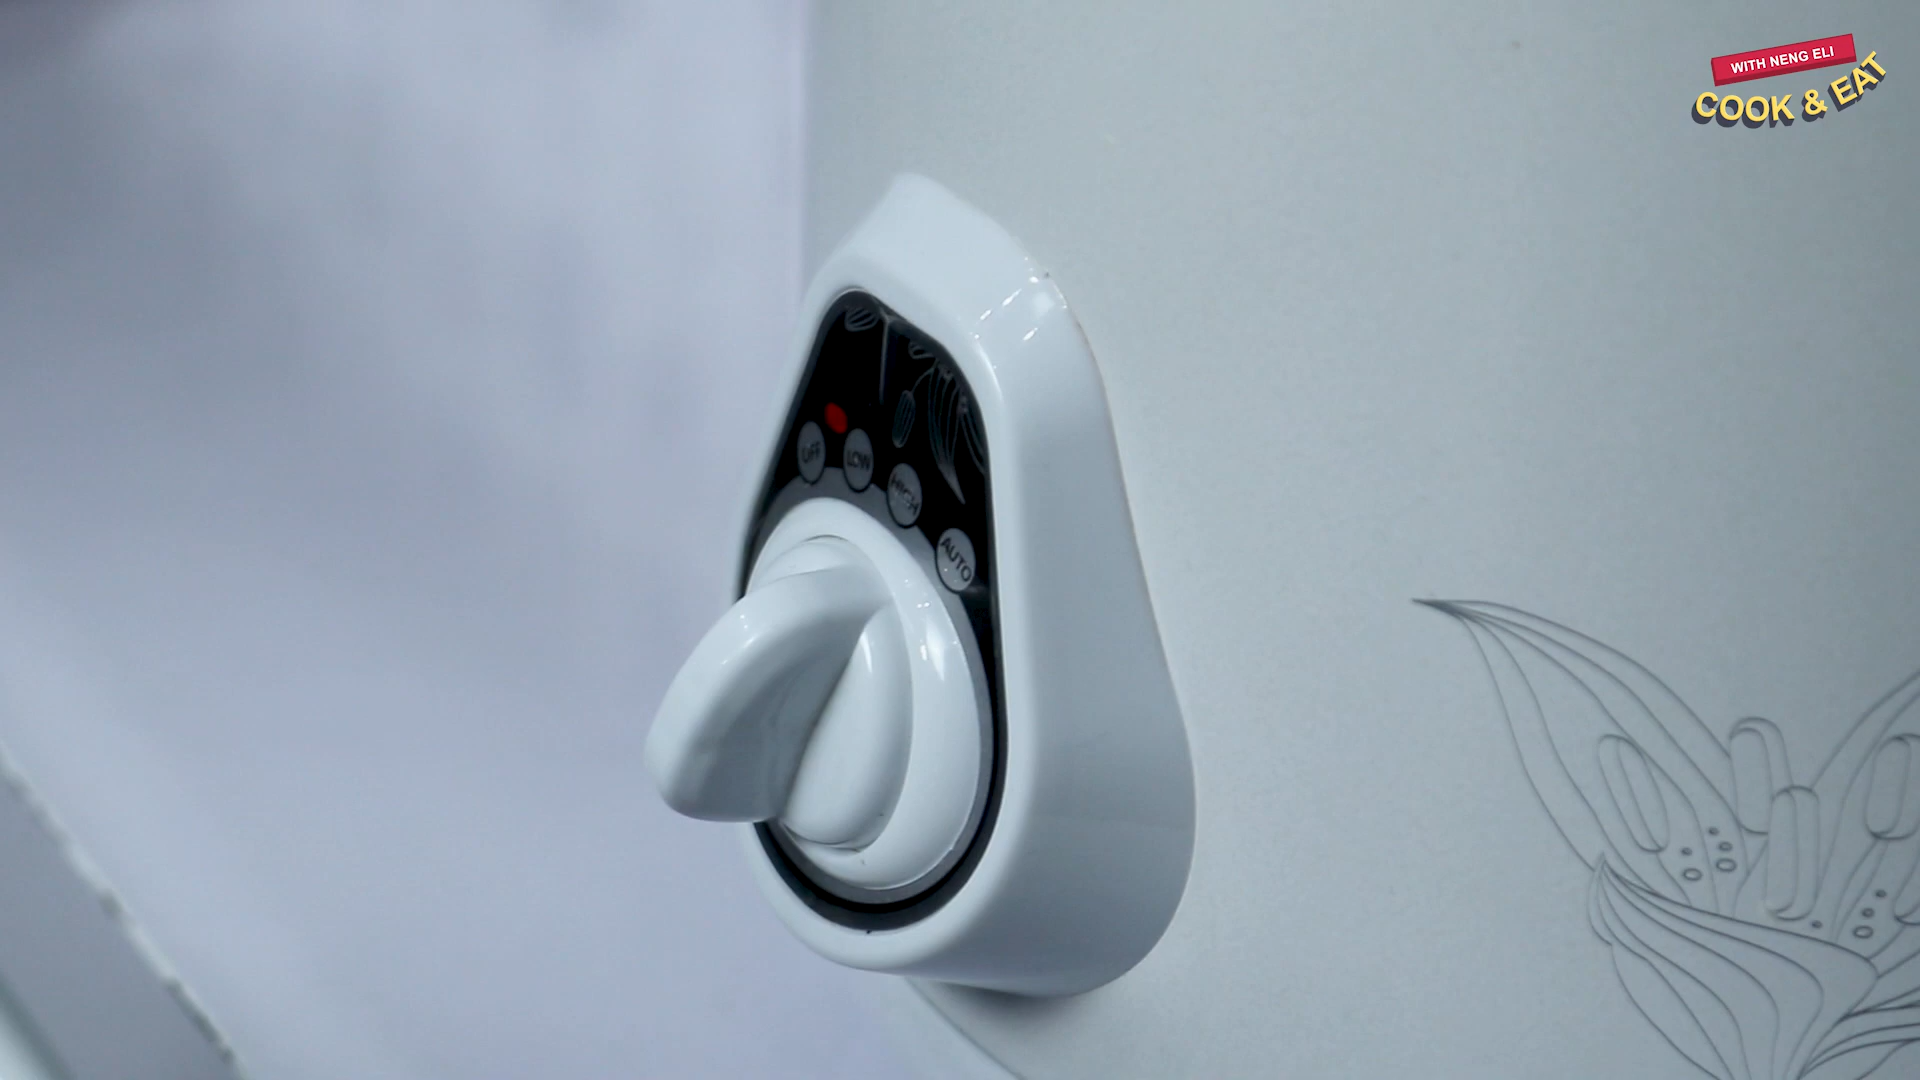 WITH NENG ELI
COOK & EAT
OFF
LOW
HIGH
AUTO